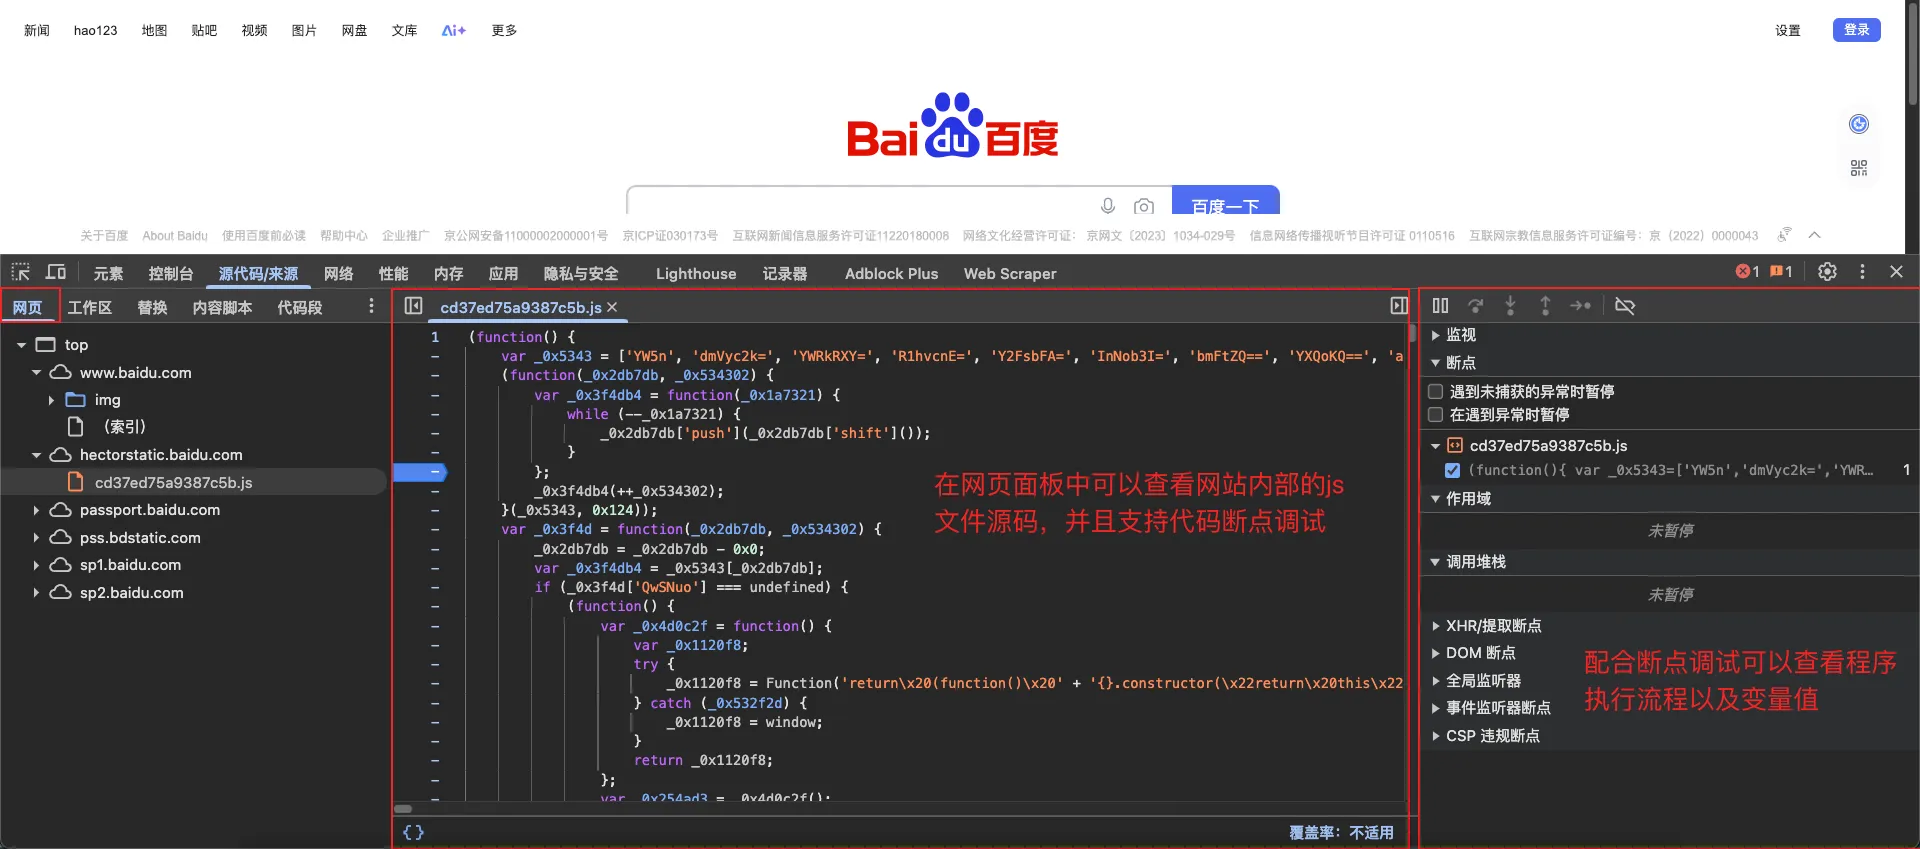 新闻 hao123 地图 贴吧 视频 图片 网盘 文库 Ai+ 更多 设置 登录
Bai du 百度
百度一下
关于百度 About Baidu 使用百度前必读 帮助中心 企业推广 京公网安备11000002000001号 京ICP证030173号 互联网新闻信息服务许可证11220180008 网络文化经营许可证： 京网文〔2023〕1034-029号 信息网络传播视听节目许可证 0110516 互联网宗教信息服务许可证编号：京（2022）0000043
元素 控制台 源代码/来源 网络 性能 内存 应用 隐私与安全 Lighthouse 记录器 Adblock Plus Web Scraper 1 1
网页 工作区 替换 内容脚本 代码段
top
www.baidu.com
img
（索引）
hectorstatic.baidu.com
cd37ed75a9387c5b.js
passport.baidu.com
pss.bdstatic.com
sp1.baidu.com
sp2.baidu.com
cd37ed75a9387c5b.js
1 (function() {
- var _0x5343 = ['YW5n', 'dmVyc2k=', 'YWRkRXY=', 'R1hvcnE=', 'Y2FsbFA=', 'InNob3I=', 'bmFtZQ==', 'YXQoKQ==', 'a
- (function(_0x2db7db, _0x534302) {
- var _0x3f4db4 = function(_0x1a7321) {
- while (--_0x1a7321) {
- _0x2db7db['push'](_0x2db7db['shift']());
- }
- };
- _0x3f4db4(++_0x534302);
- }(_0x5343, 0x124));
- var _0x3f4d = function(_0x2db7db, _0x534302) {
- _0x2db7db = _0x2db7db - 0x0;
- var _0x3f4db4 = _0x5343[_0x2db7db];
- if (_0x3f4d['QwSNuo'] === undefined) {
- (function() {
- var _0x4d0c2f = function() {
- var _0x1120f8;
- try {
- _0x1120f8 = Function('return\x20(function()\x20' + '{}.constructor(\x22return\x20this\x22
- } catch (_0x532f2d) {
- _0x1120f8 = window;
- }
- return _0x1120f8;
- };
- var _0x254ad3 = _0x4d0c2f();
在网页面板中可以查看网站内部的js
文件源码，并且支持代码断点调试
{} 覆盖率：不适用
监视
断点
遇到未捕获的异常时暂停
在遇到异常时暂停
cd37ed75a9387c5b.js
(function(){ var _0x5343=['YW5n','dmVyc2k=','YWR... 1
作用域
未暂停
调用堆栈
未暂停
XHR/提取断点
DOM 断点
全局监听器
事件监听器断点
CSP 违规断点
配合断点调试可以查看程序
执行流程以及变量值